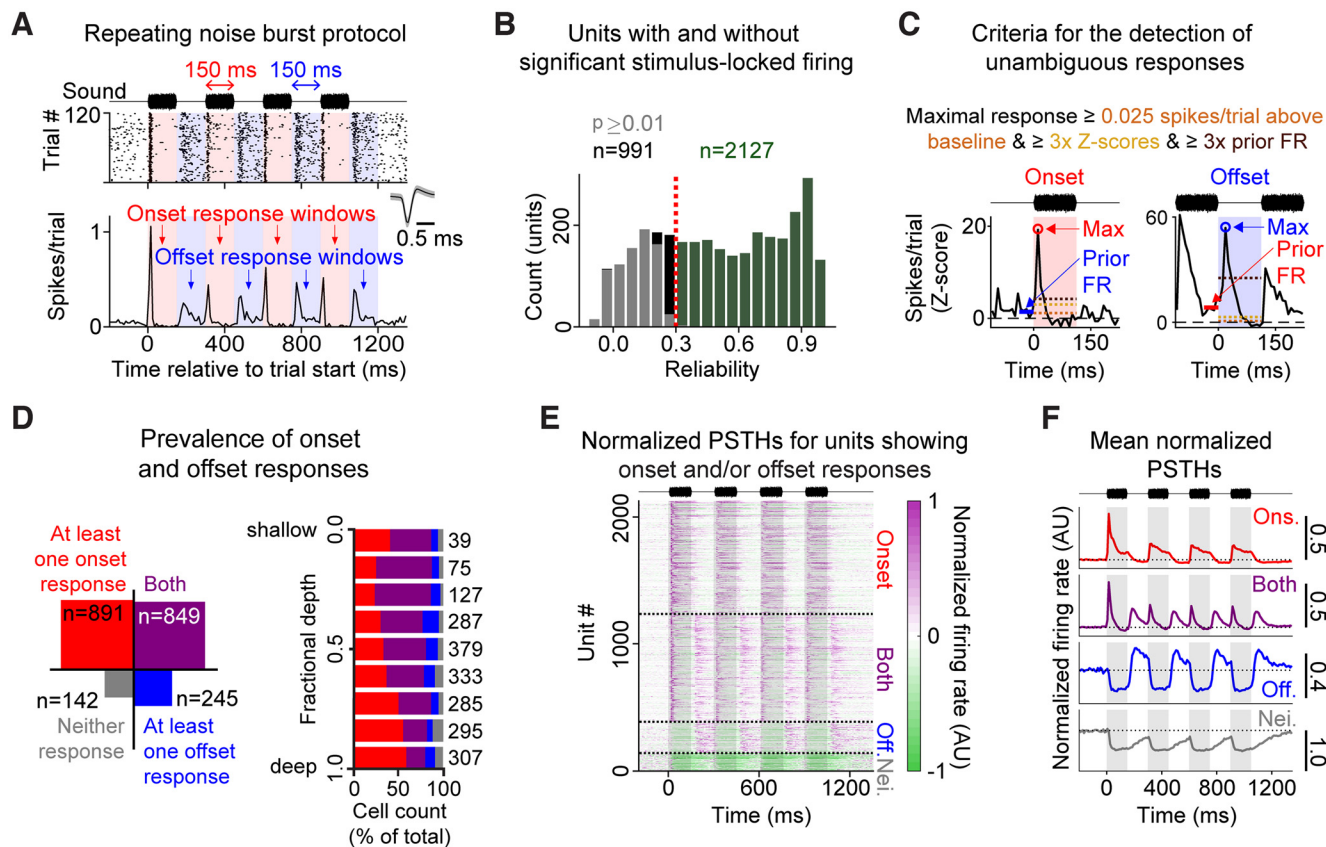 A
Repeating noise burst protocol
150 ms
150 ms
Sound
120
Trial #
Onset response windows
Offset response windows
0.5 ms
1
0
Spikes/trial
0
400
800
1200
Time relative to trial start (ms)
B
Units with and without
significant stimulus-locked firing
p ≥0.01
n=991
n=2127
200
0
Count (units)
0.0
0.3
0.6
0.9
Reliability
C
Criteria for the detection of
unambiguous responses
Maximal response ≥ 0.025 spikes/trial above
baseline & ≥ 3x Z-scores & ≥ 3x prior FR
Onset
Offset
20
0
Spikes/trial
(Z-score)
Max
Prior
FR
60
0
Max
Prior
FR
0
150
Time (ms)
0
150
Time (ms)
D
Prevalence of onset
and offset responses
At least
one onset
response
Both
n=891
n=849
n=142
n=245
Neither
response
At least
one offset
response
shallow
deep
0.0
0.5
1.0
Fractional depth
39
75
127
287
379
333
285
295
307
0
50
100
Cell count
(% of total)
E
Normalized PSTHs for units showing
onset and/or offset responses
2000
1000
0
Unit #
Onset
Both
Off.
Nei.
1
0
-1
Normalized firing rate (AU)
0
600
1200
Time (ms)
F
Mean normalized
PSTHs
Normalized firing rate (AU)
Ons.
0.5
Both
0.5
Off.
0.4
Nei.
1.0
0
400
800
1200
Time (ms)